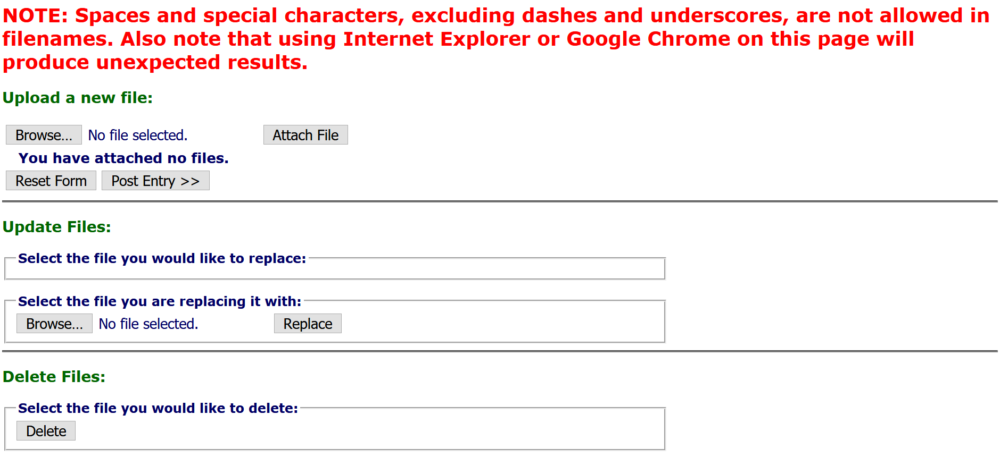 NOTE: Spaces and special characters, excluding dashes and underscores, are not allowed in
filenames. Also note that using Internet Explorer or Google Chrome on this page will
produce unexpected results.
Upload a new file:
Browse... No file selected. Attach File
You have attached no files.
Reset Form Post Entry >>
Update Files:
Select the file you would like to replace:
Select the file you are replacing it with:
Browse... No file selected. Replace
Delete Files:
Select the file you would like to delete:
Delete